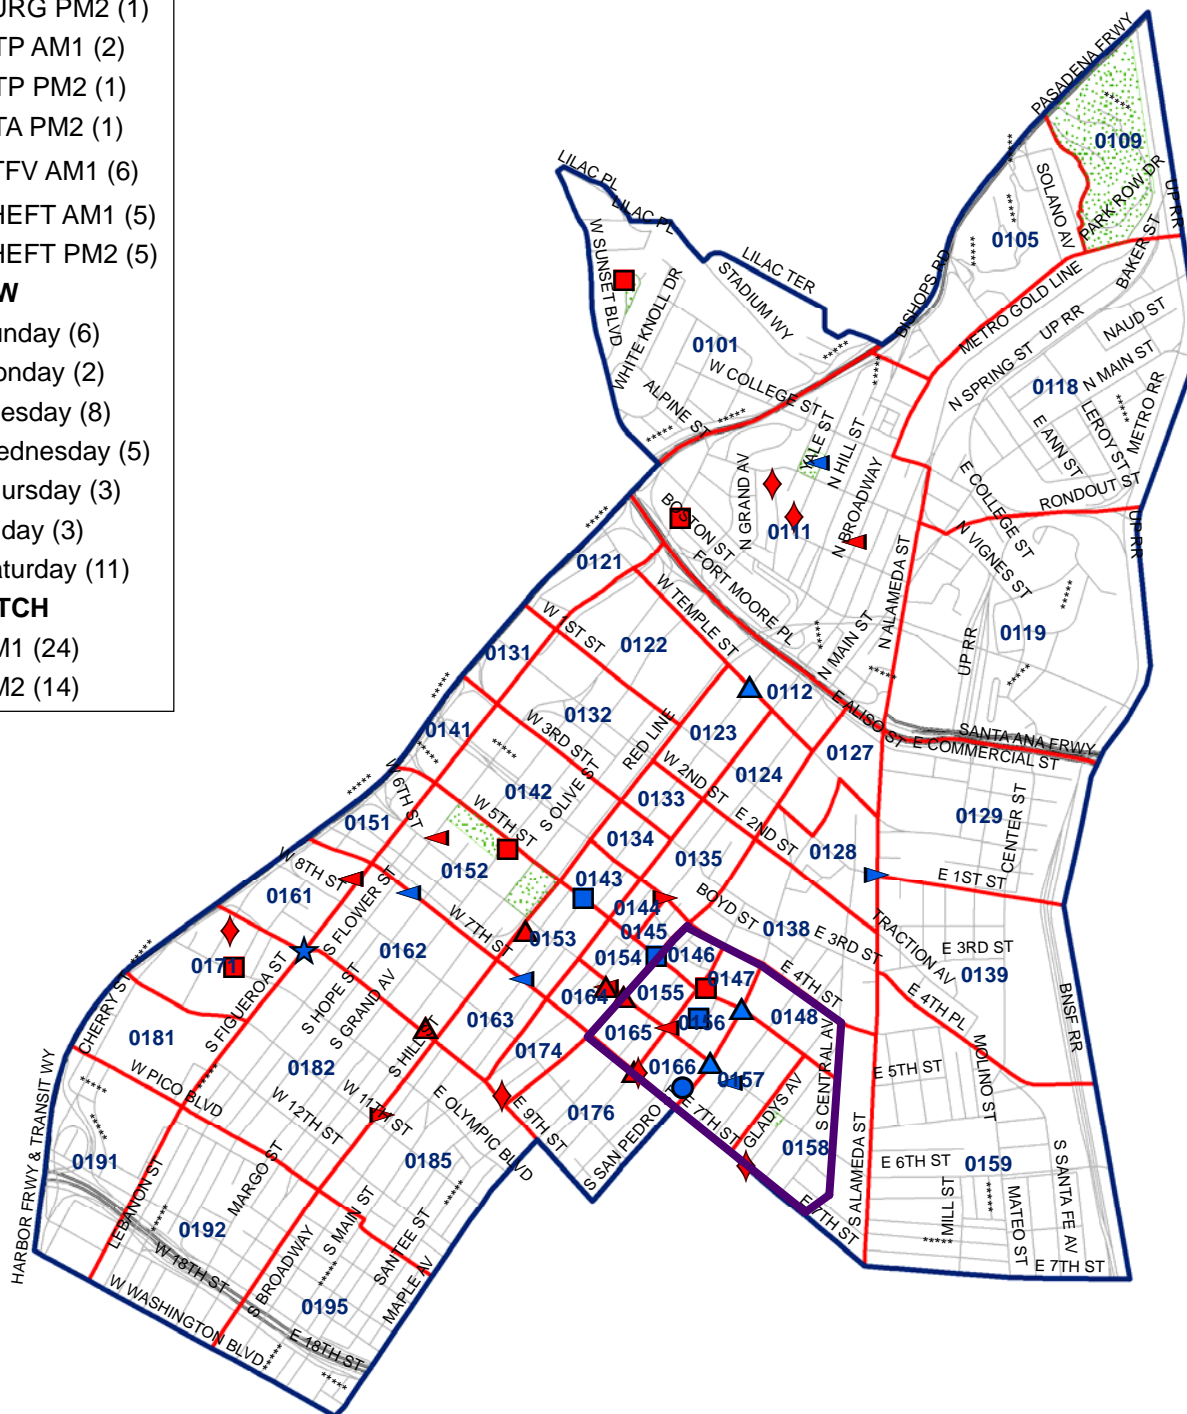 URG PM2 (1)
TP AM1 (2)
TP PM2 (1)
TA PM2 (1)
TFV AM1 (6)
HEFT AM1 (5)
HEFT PM2 (5)
W
unday (6)
onday (2)
uesday (8)
ednesday (5)
ursday (3)
iday (3)
aturday (11)
TCH
M1 (24)
M2 (14)
PASADENA FRWY
*****
0109
*****
LILAC PL
SOLANO AV
PARK ROW DR
UP RR
LILAC PL
*****
0105
BAKER ST
W SUNSET BLVD
*****
LILAC TER
STADIUM WY
BISHOPS RD
METRO GOLD LINE
WHITE KNOLL DR
UP RR
NAUD ST
0101
*****
N SPRING ST
N MAIN ST
W COLLEGE ST
*****
0118
ALPINE ST
*****
LEROY ST
*****
METRO RR
*****
YALE ST
N HILL ST
E ANN ST
N GRAND AV
N BROADWAY
E COLLEGE ST
RONDOUT ST
BOSTON ST
*****
0111
N VIGNES ST
UP RR
0121
FORT MOORE PL
N ALAMEDA ST
W TEMPLE ST
*****
W 1ST ST
*****
0119
0122
N MAIN ST
UP RR
0131
*****
*****
*****
0112
0132
E ALISO ST
0141
W 3RD ST
RED LINE
0123
SANTA ANA FRWY
*****
*****
0127
E COMMERCIAL ST
W 6TH ST
W 2ND ST
0124
*****
0142
S OLIVE ST
0133
CENTER ST
W 5TH ST
0129
0151
0134
E 2ND ST
0128
0135
W 8TH ST
0152
0143
E 1ST ST
0161
S FLOWER ST
BOYD ST
0144
W 7TH ST
TRACTION AV
0138
0145
0153
E 3RD ST
E 3RD ST
*****
0162
0154
0146
0171
0139
S FIGUEROA ST
E 4TH ST
CHERRY ST
S HOPE ST
0147
0164
0155
S GRAND AV
E 4TH PL
BNSF RR
0148
0163
0156
0165
0181
S HILL ST
0174
S CENTRAL AV
MOLINO ST
0182
0166
E 5TH ST
W PICO BLVD
*****
0157
*****
W 11TH ST
GLADYS AV
E 7TH ST
W 12TH ST
E OLYMPIC BLVD
E 9TH ST
0176
HARBOR FRWY & TRANSIT WY
*****
0158
0191
0185
S SAN PEDRO
E 6TH ST
0159
S ALAMEDA ST
LEBANON ST
MARGO ST
S SANTA FE AV
*****
MILL ST
MATEO ST
S MAIN ST
*****
0192
SANTEE ST
E 7TH ST
*****
W 18TH ST
E 7TH ST
S BROADWAY
*****
MAPLE AV
W WASHINGTON BLVD
0195
E 18TH ST
*****
*****